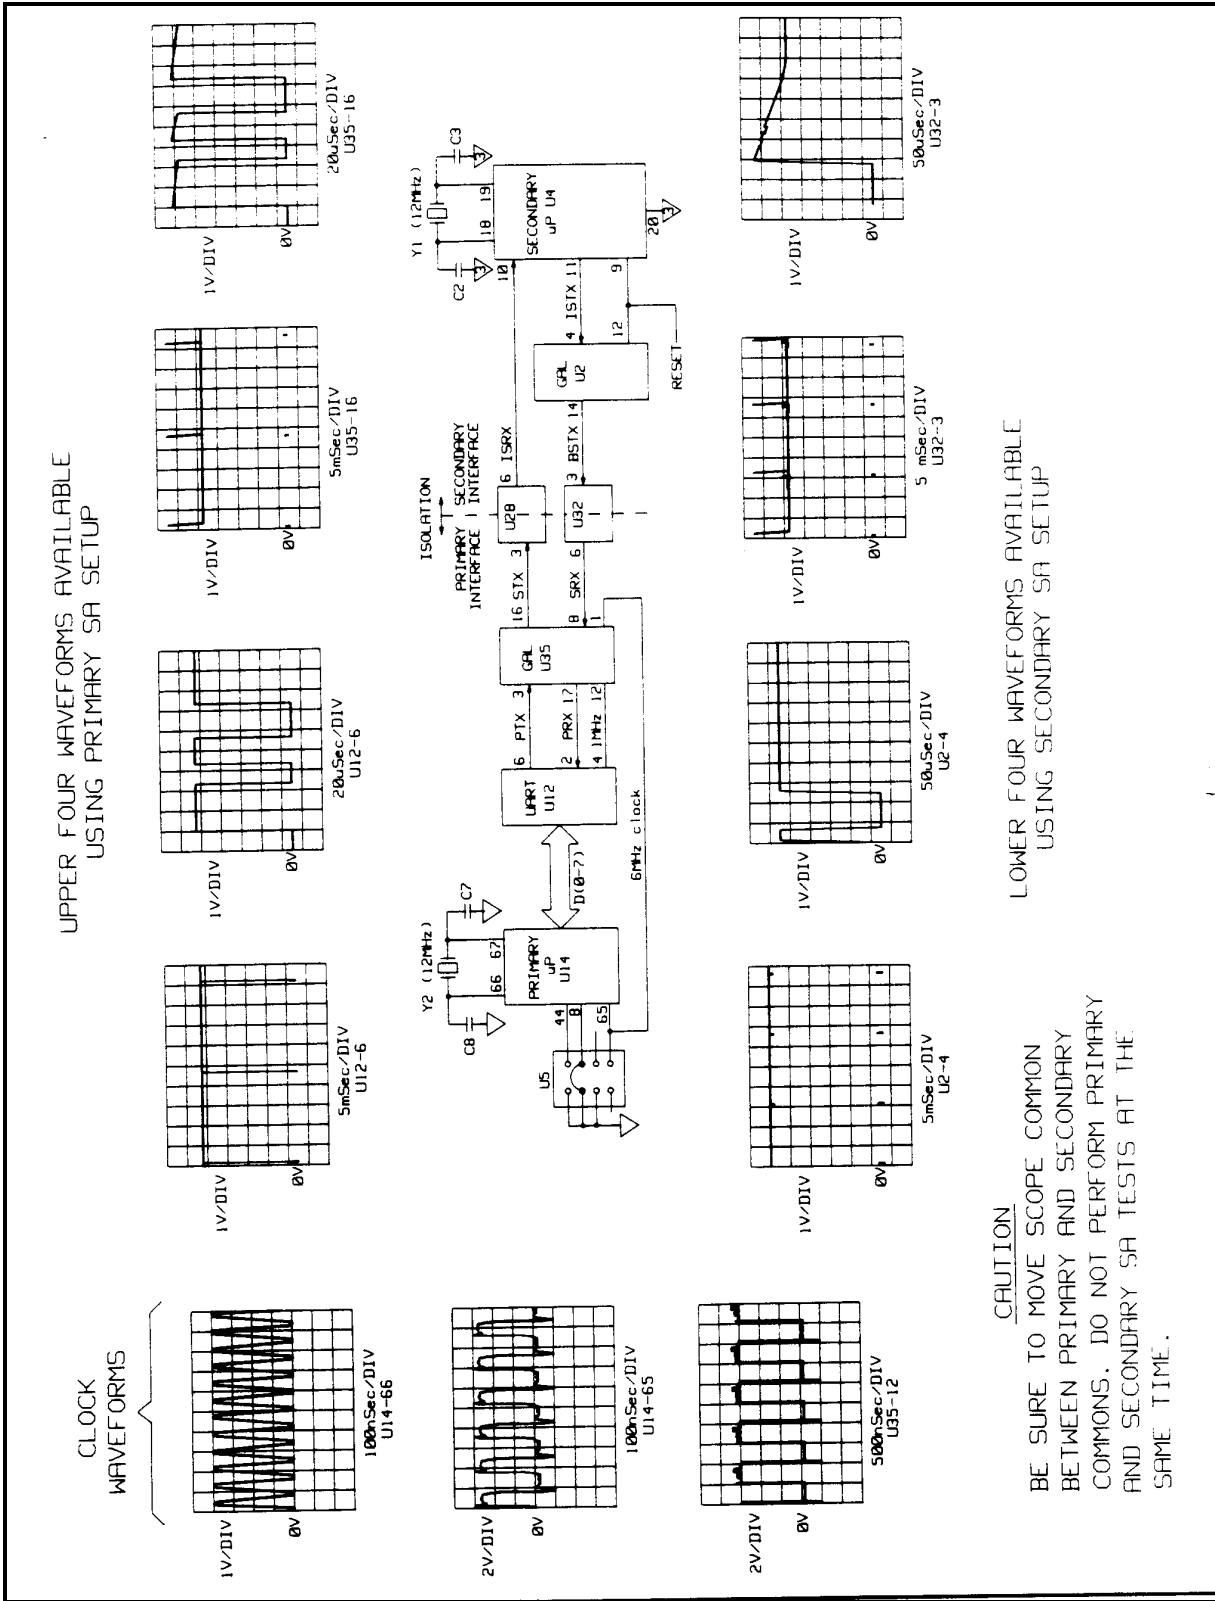 UPPER FOUR WAVEFORMS AVAILABLE
USING PRIMARY SA SETUP
CLOCK
WAVEFORMS
1V/DIV
0V
100nSec/DIV
U14-66
1V/DIV
0V
5mSec/DIV
U12-6
1V/DIV
0V
20uSec/DIV
U12-6
1V/DIV
0V
5mSec/DIV
U35-16
1V/DIV
0V
20uSec/DIV
U35-16
2V/DIV
0V
100nSec/DIV
U14-65
2V/DIV
0V
500nSec/DIV
U35-12
ISOLATION
PRIMARY SECONDARY
INTERFACE INTERFACE
Y2 (12MHz)
C8
C7
66 67
PRIMARY
uP
U14
44
8
65
U5
D(0-7)
6MHz clock
UART
U12
6 PTX 3
2 PRX 17
4 1MHz 12
GAL
U35
16 STX 3
8 SRX 6
1
U28
6 ISRX
10
U32
3 BSTX 14
GAL
U2
4 ISTX 11
12
9
RESET
Y1 (12MHz)
C2
C3
3
3
18 19
SECONDARY
uP U4
20
3
1V/DIV
0V
5mSec/DIV
U2-4
1V/DIV
0V
50uSec/DIV
U2-4
1V/DIV
0V
5 mSec/DIV
U32-3
1V/DIV
0V
50uSec/DIV
U32-3
LOWER FOUR WAVEFORMS AVAILABLE
USING SECONDARY SA SETUP
CAUTION
BE SURE TO MOVE SCOPE COMMON
BETWEEN PRIMARY AND SECONDARY
COMMONS. DO NOT PERFORM PRIMARY
AND SECONDARY SA TESTS AT THE
SAME TIME.